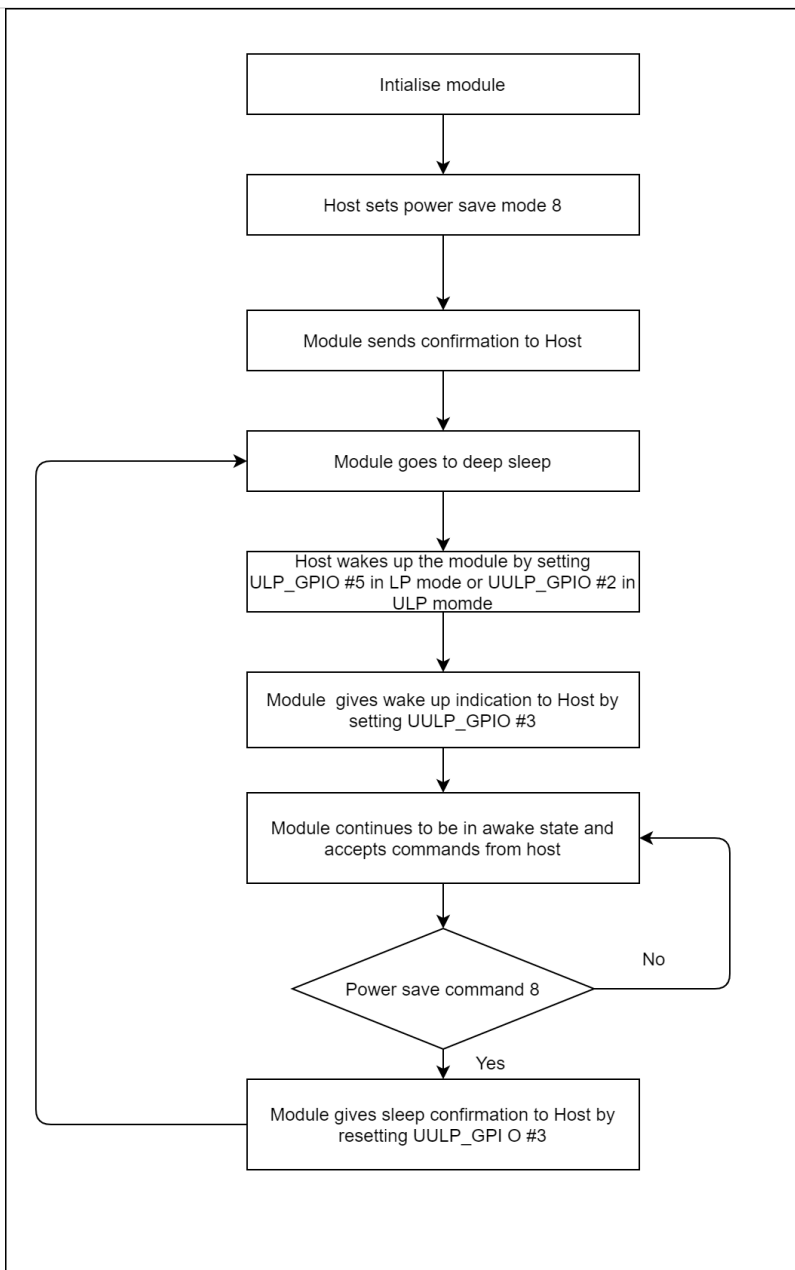 Intialise module
Host sets power save mode 8
Module sends confirmation to Host
Module goes to deep sleep
Host wakes up the module by setting
ULP_GPIO #5 in LP mode or UULP_GPIO #2 in
ULP momde
Module  gives wake up indication to Host by
setting UULP_GPIO #3
Module continues to be in awake state and
accepts commands from host
No
Power save command 8
Yes
Module gives sleep confirmation to Host by
resetting UULP_GPI O #3